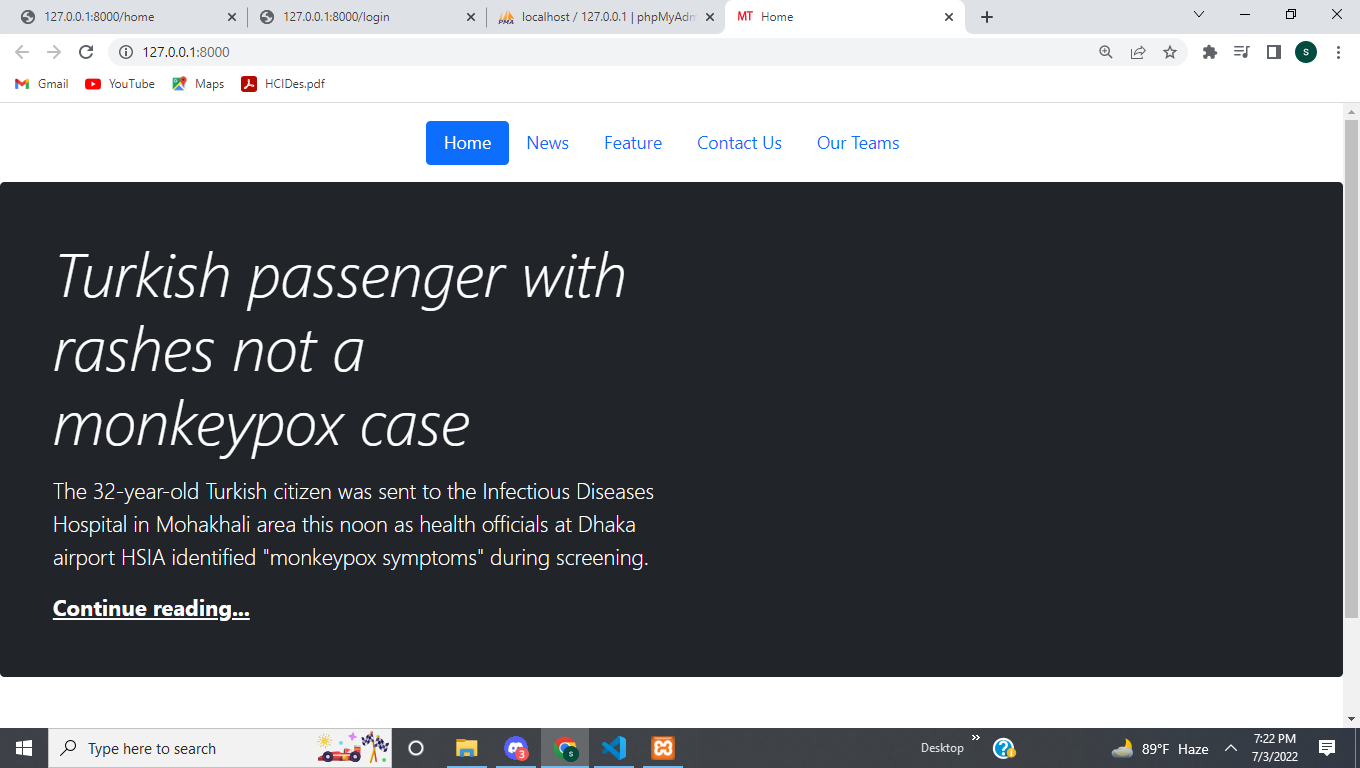 127.0.0.1:8000/home
127.0.0.1:8000/login
localhost / 127.0.0.1 | phpMyAdm
MT Home
127.0.0.1:8000
S
Gmail
YouTube
Maps
HCIDes.pdf
Home
News
Feature
Contact Us
Our Teams
Turkish passenger with
rashes not a
monkeypox case
The 32-year-old Turkish citizen was sent to the Infectious Diseases
Hospital in Mohakhali area this noon as health officials at Dhaka
airport HSIA identified "monkeypox symptoms" during screening.
Continue reading...
Type here to search
3
S
Desktop
89°F Haze
7:22 PM
7/3/2022